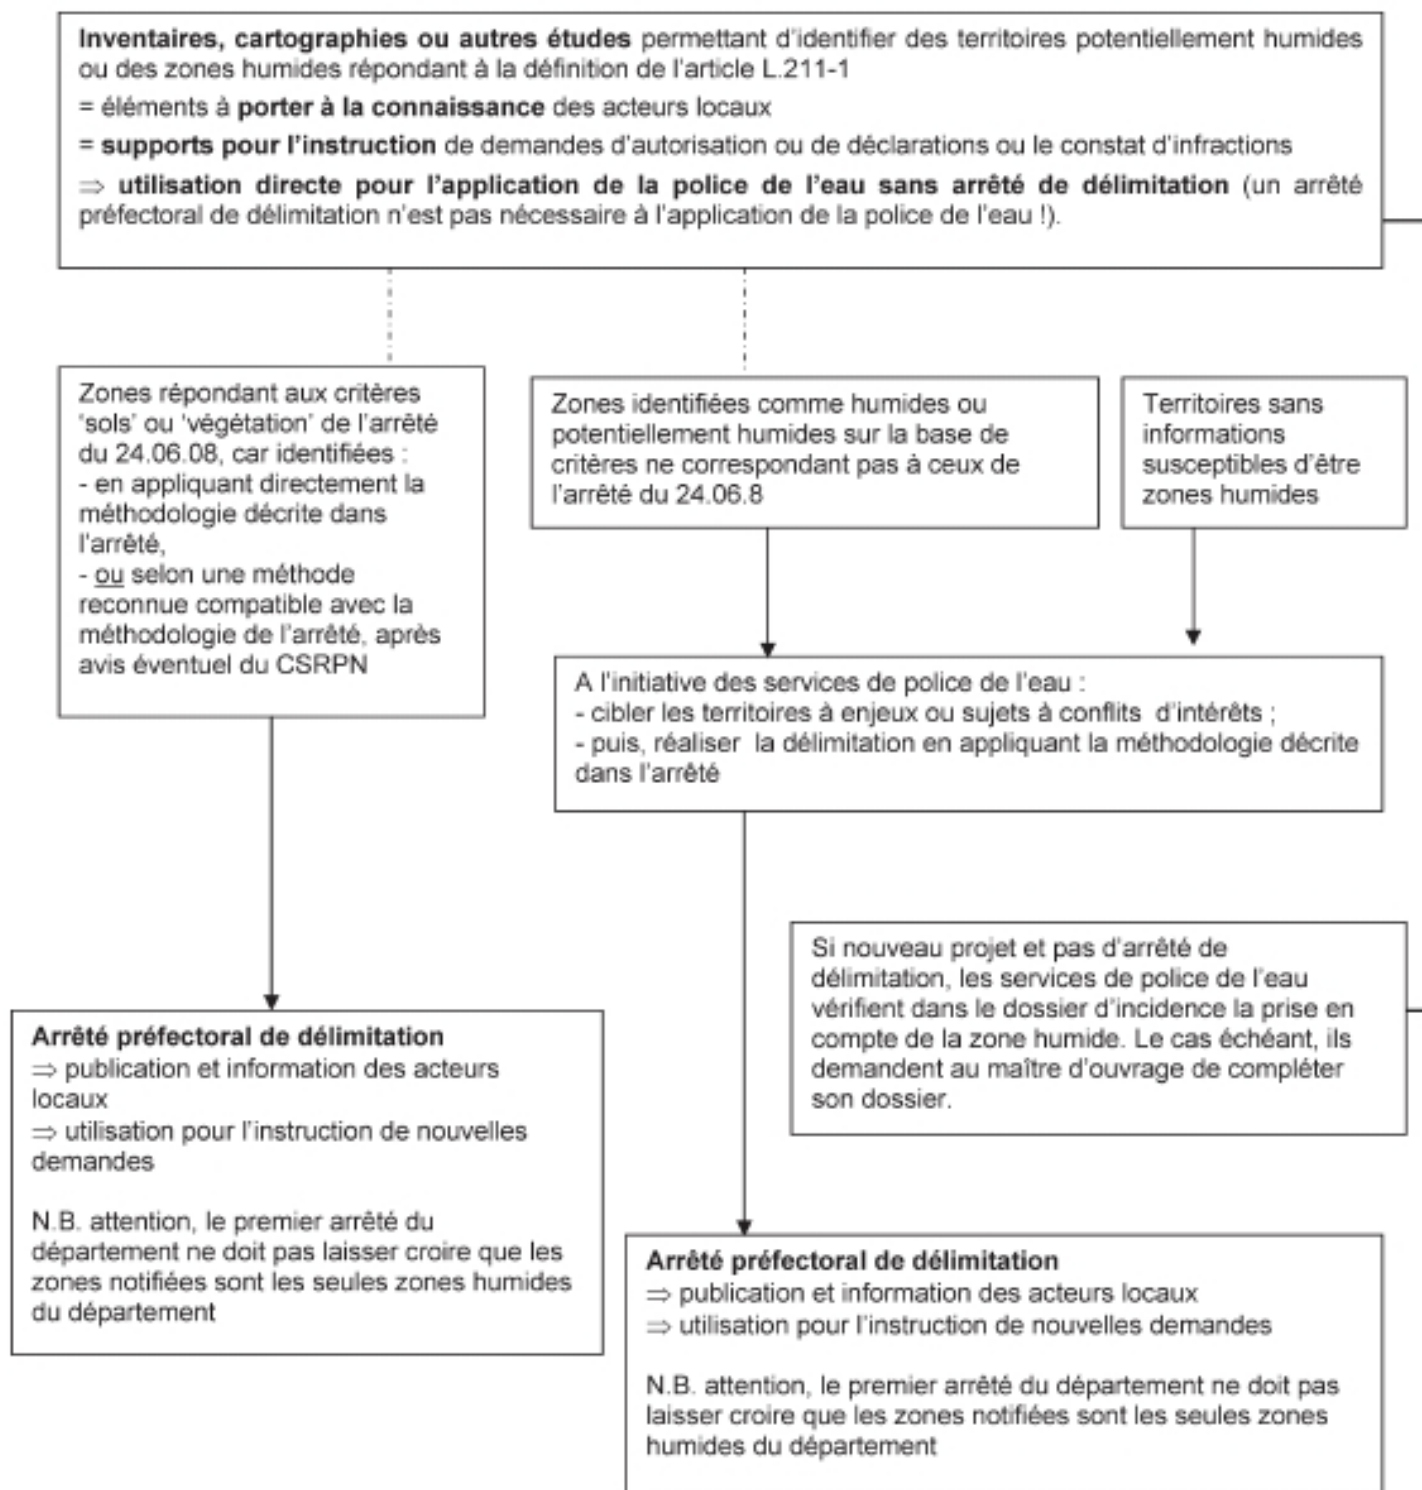 Inventaires, cartographies ou autres études permettant d'identifier des territoires potentiellement humides
ou des zones humides répondant à la définition de l'article L.211-1
= éléments à porter à la connaissance des acteurs locaux
= supports pour l'instruction de demandes d'autorisation ou de déclarations ou le constat d'infractions
⇒ utilisation directe pour l'application de la police de l'eau sans arrêté de délimitation (un arrêté
préfectoral de délimitation n'est pas nécessaire à l'application de la police de l'eau !).
Zones répondant aux critères
'sols' ou 'végétation' de l'arrêté
du 24.06.08, car identifiées :
- en appliquant directement la
méthodologie décrite dans
l'arrêté,
- ou selon une méthode
reconnue compatible avec la
méthodologie de l'arrêté, après
avis éventuel du CSRPN
Zones identifiées comme humides ou
potentiellement humides sur la base de
critères ne correspondant pas à ceux de
l'arrêté du 24.06.8
Territoires sans
informations
susceptibles d'être
zones humides
A l'initiative des services de police de l'eau :
- cibler les territoires à enjeux ou sujets à conflits d'intérêts ;
- puis, réaliser la délimitation en appliquant la méthodologie décrite
dans l'arrêté
Si nouveau projet et pas d'arrêté de
délimitation, les services de police de l'eau
vérifient dans le dossier d'incidence la prise en
compte de la zone humide. Le cas échéant, ils
demandent au maître d'ouvrage de compléter
son dossier.
Arrêté préfectoral de délimitation
⇒ publication et information des acteurs
locaux
⇒ utilisation pour l'instruction de nouvelles
demandes
N.B. attention, le premier arrêté du
département ne doit pas laisser croire que les
zones notifiées sont les seules zones humides
du département
Arrêté préfectoral de délimitation
⇒ publication et information des acteurs locaux
⇒ utilisation pour l'instruction de nouvelles demandes
N.B. attention, le premier arrêté du département ne doit pas
laisser croire que les zones notifiées sont les seules zones
humides du département